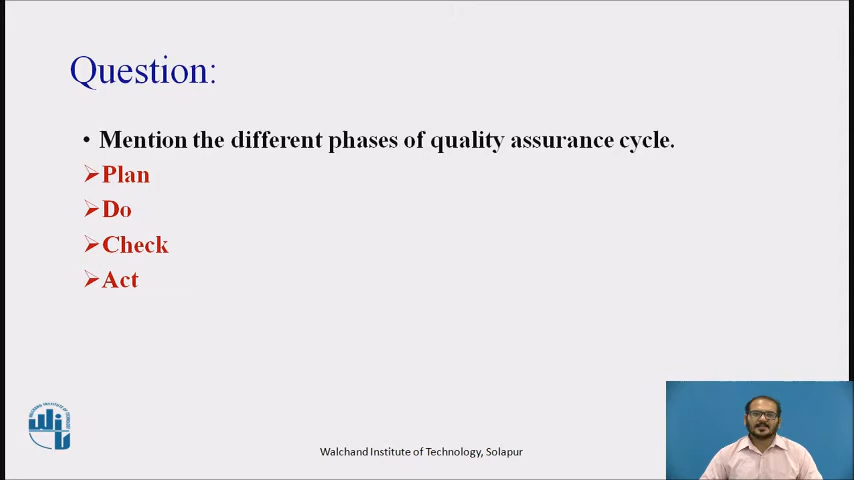 Question:
• Mention the different phases of quality assurance cycle.
➢Plan
➢Do
➢Check
➢Act
Walchand Institute of Technology, Solapur